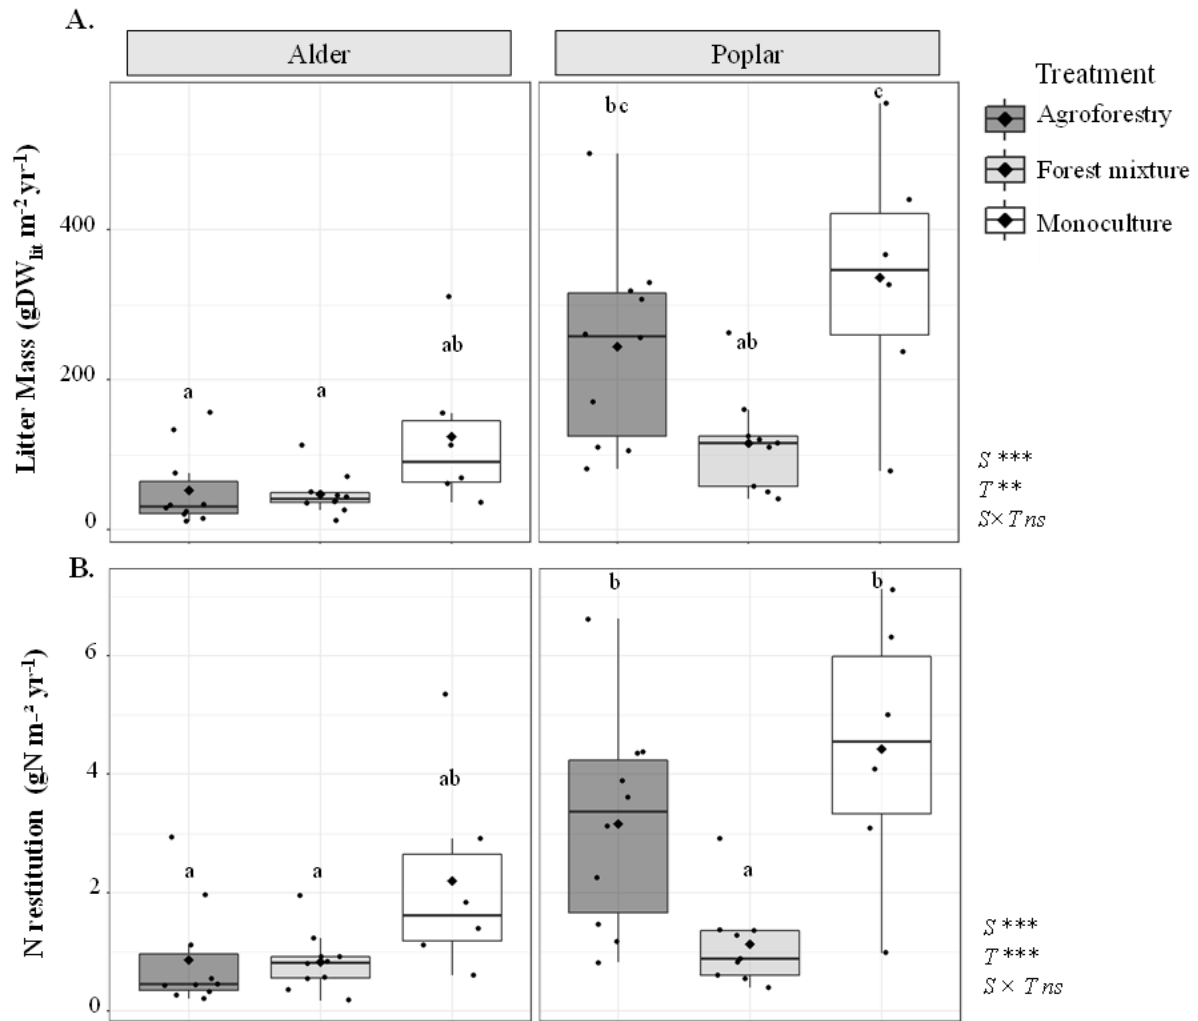 A.
Alder
Poplar
Treatment
Agroforestry
Forest mixture
Monoculture
Litter Mass (gDW_lit m⁻² yr⁻¹)
400
200
0
a
a
ab
bc
ab
c
S ***
T **
S× T ns
B.
N restitution (gN m⁻² yr⁻¹)
6
4
2
0
a
a
ab
b
a
b
S ***
T ***
S × T ns